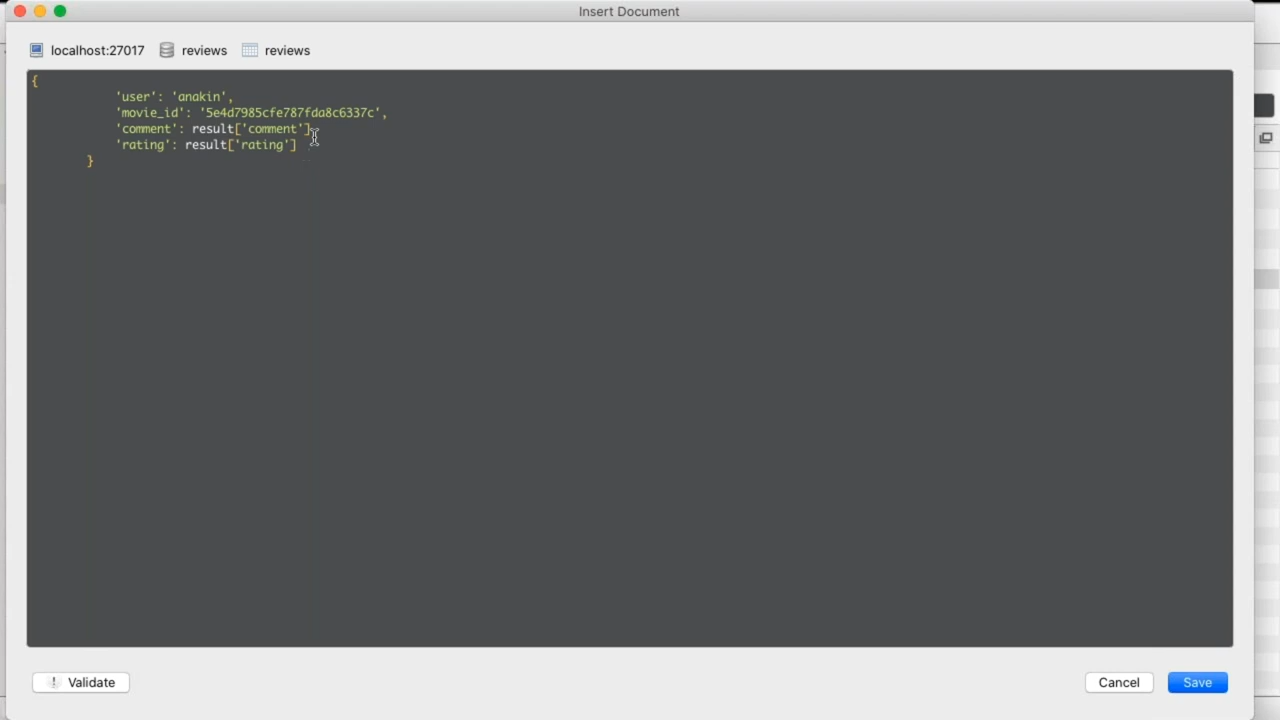 Insert Document
localhost:27017 reviews reviews
{
'user': 'anakin',
'movie_id': '5e4d7985cfe787fda8c6337c',
'comment': result['comment'],
'rating': result['rating']
}
! Validate
Cancel
Save